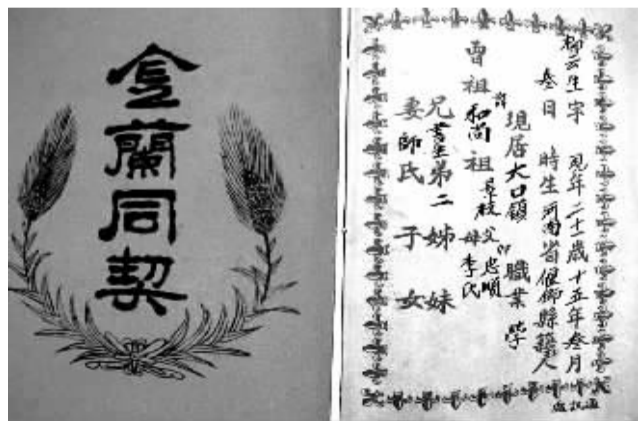 金蘭同契
柳云生字 現年二十一歲十五年叁月
叁日 時生河南省偃師縣籍人
現居大口領 職業 學
曾祖 和尚 祖 父忠順 母李氏
兄書生弟二 姊 妹
妻師氏 子 女